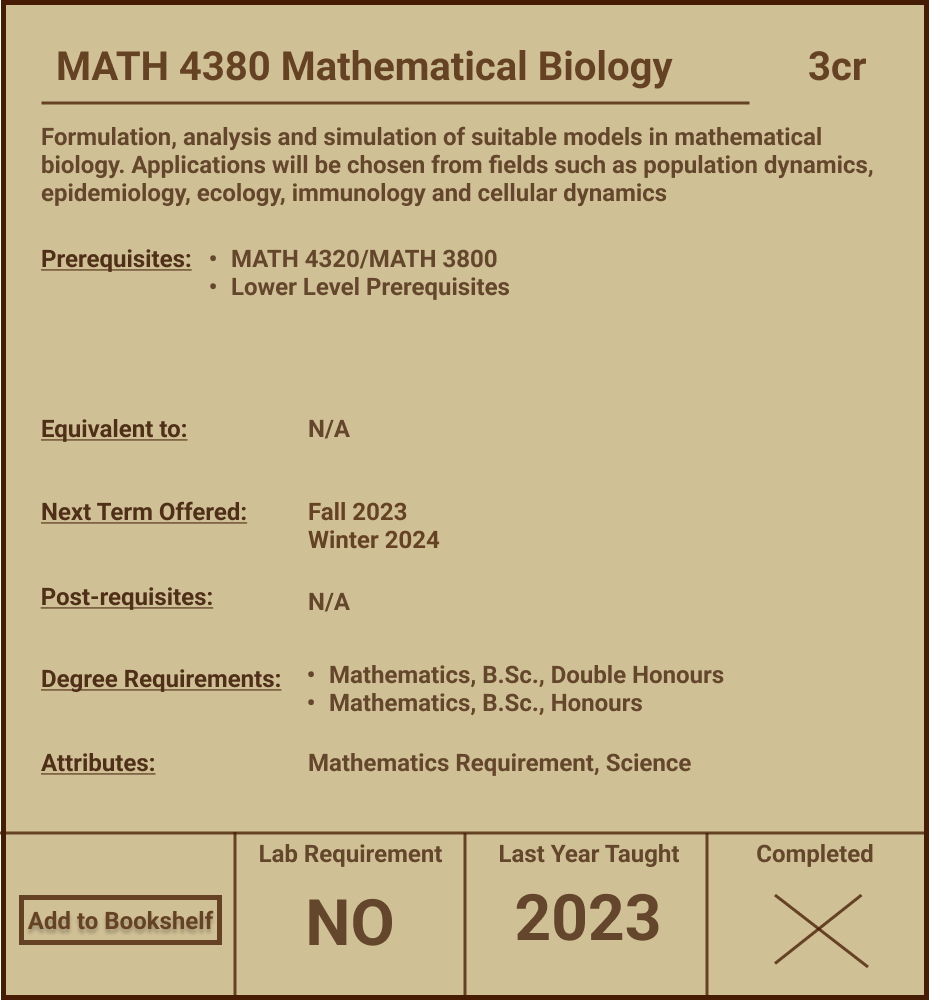 MATH 4380 Mathematical Biology 3cr
Formulation, analysis and simulation of suitable models in mathematical
biology. Applications will be chosen from fields such as population dynamics,
epidemiology, ecology, immunology and cellular dynamics
Prerequisites: • MATH 4320/MATH 3800
• Lower Level Prerequisites
Equivalent to: N/A
Next Term Offered: Fall 2023
Winter 2024
Post-requisites: N/A
Degree Requirements: • Mathematics, B.Sc., Double Honours
• Mathematics, B.Sc., Honours
Attributes: Mathematics Requirement, Science
Add to Bookshelf
Lab Requirement
NO
Last Year Taught
2023
Completed